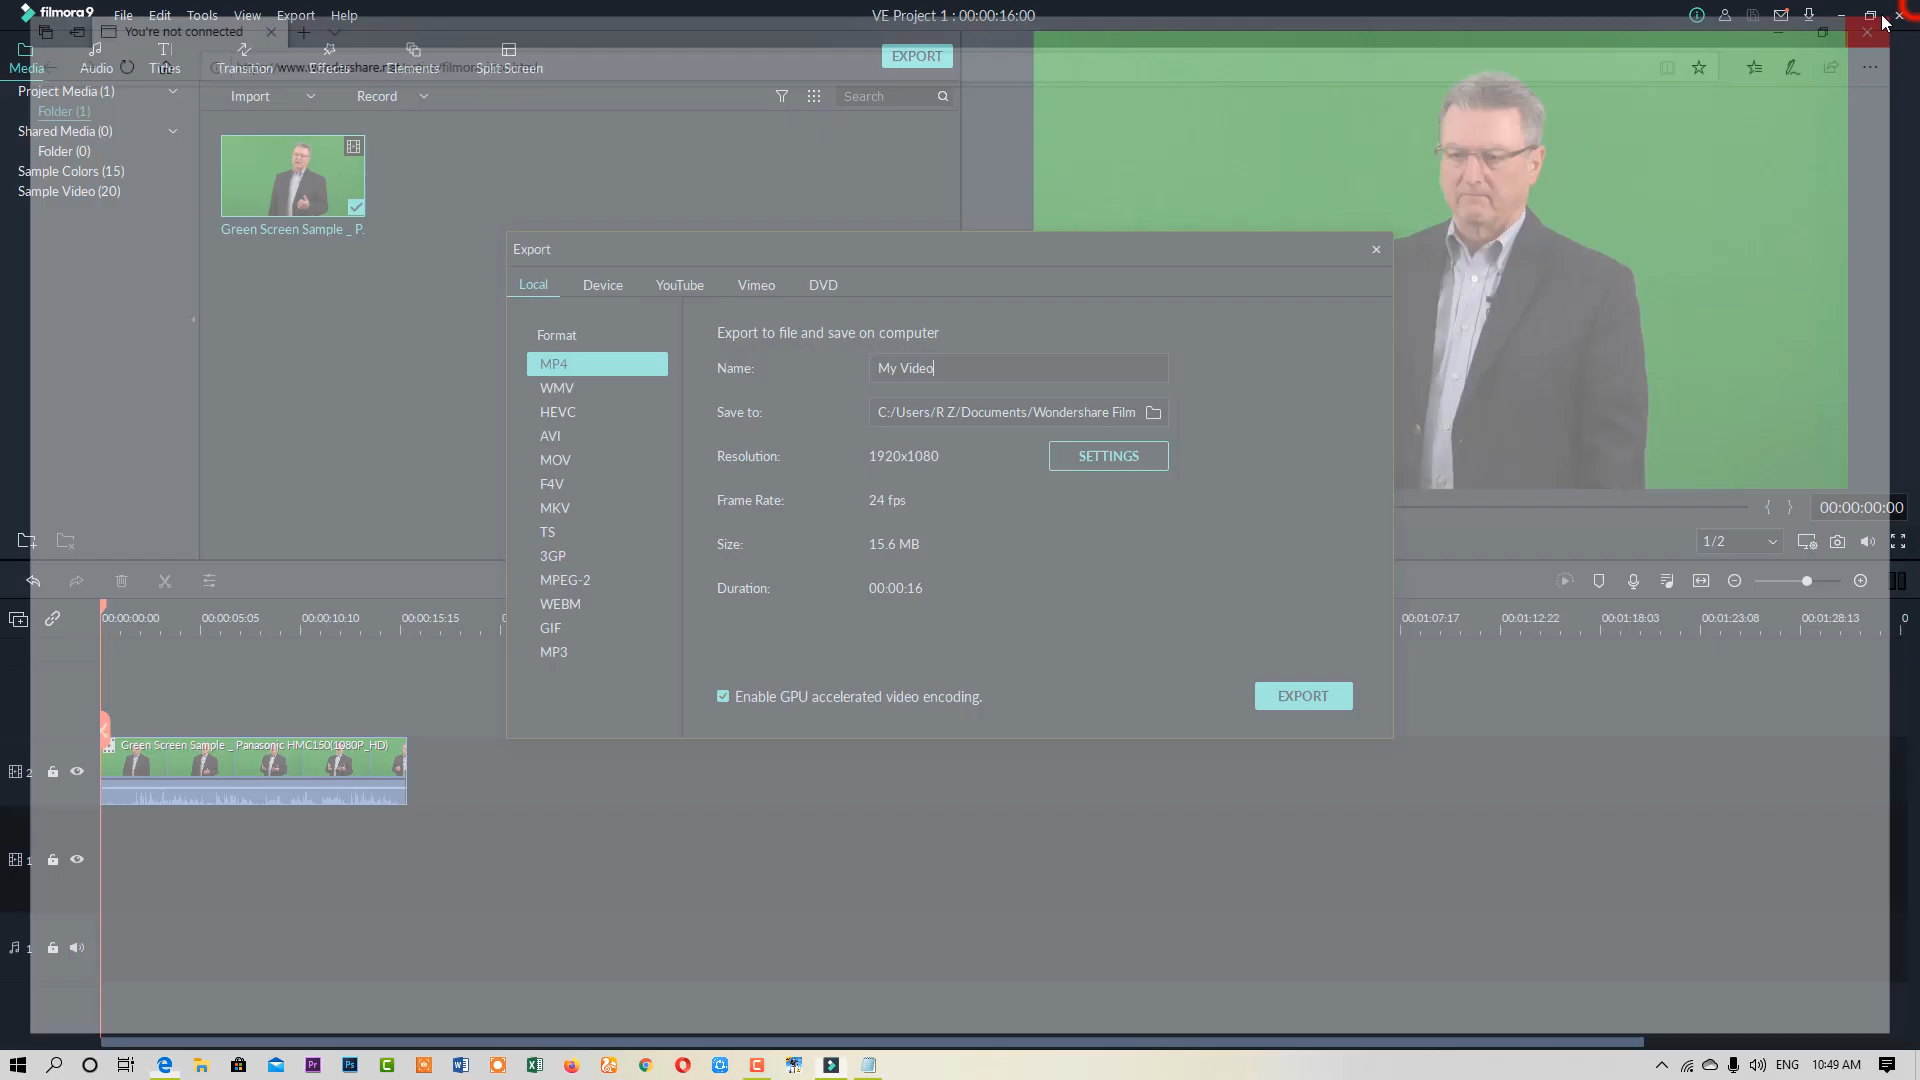 filmora9 File Edit Tools View Export Help VE Project 1 : 00:00:16:00
You're not connected
Media Audio Titles Transition Effects Elements Split Screen EXPORT
Project Media (1) Import Record Search
Folder (1)
Shared Media (0)
Folder (0)
Sample Colors (15)
Sample Video (20)
Green Screen Sample _ P.
Export
Local Device YouTube Vimeo DVD
Format
MP4
WMV
HEVC
AVI
MOV
F4V
MKV
TS
3GP
MPEG-2
WEBM
GIF
MP3
Export to file and save on computer
Name: My Video
Save to: C:/Users/R Z/Documents/Wondershare Film
Resolution: 1920x1080 SETTINGS
Frame Rate: 24 fps
Size: 15.6 MB
Duration: 00:00:16
Enable GPU accelerated video encoding. EXPORT
{ } 00:00:00:00
1/2
00:00:00:00 00:00:05:05 00:00:10:10 00:00:15:15 0 00:01:07:17 00:01:12:22 00:01:18:03 00:01:23:08 00:01:28:13 0
Green Screen Sample _ Panasonic HMC150(1080P_HD)
2
1
1
Pr Ps ENG 10:49 AM